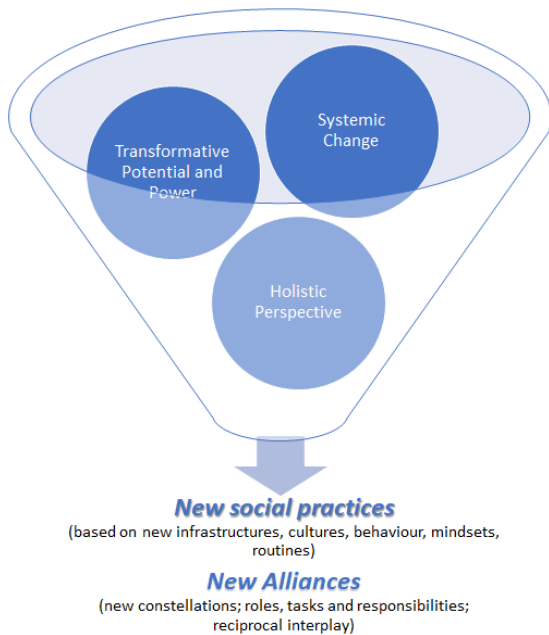 Systemic
Change
Transformative
Potential and
Power
Holistic
Perspective
New social practices
(based on new infrastructures, cultures, behaviour, mindsets,
routines)
New Alliances
(new constellations; roles, tasks and responsibilities;
reciprocal interplay)